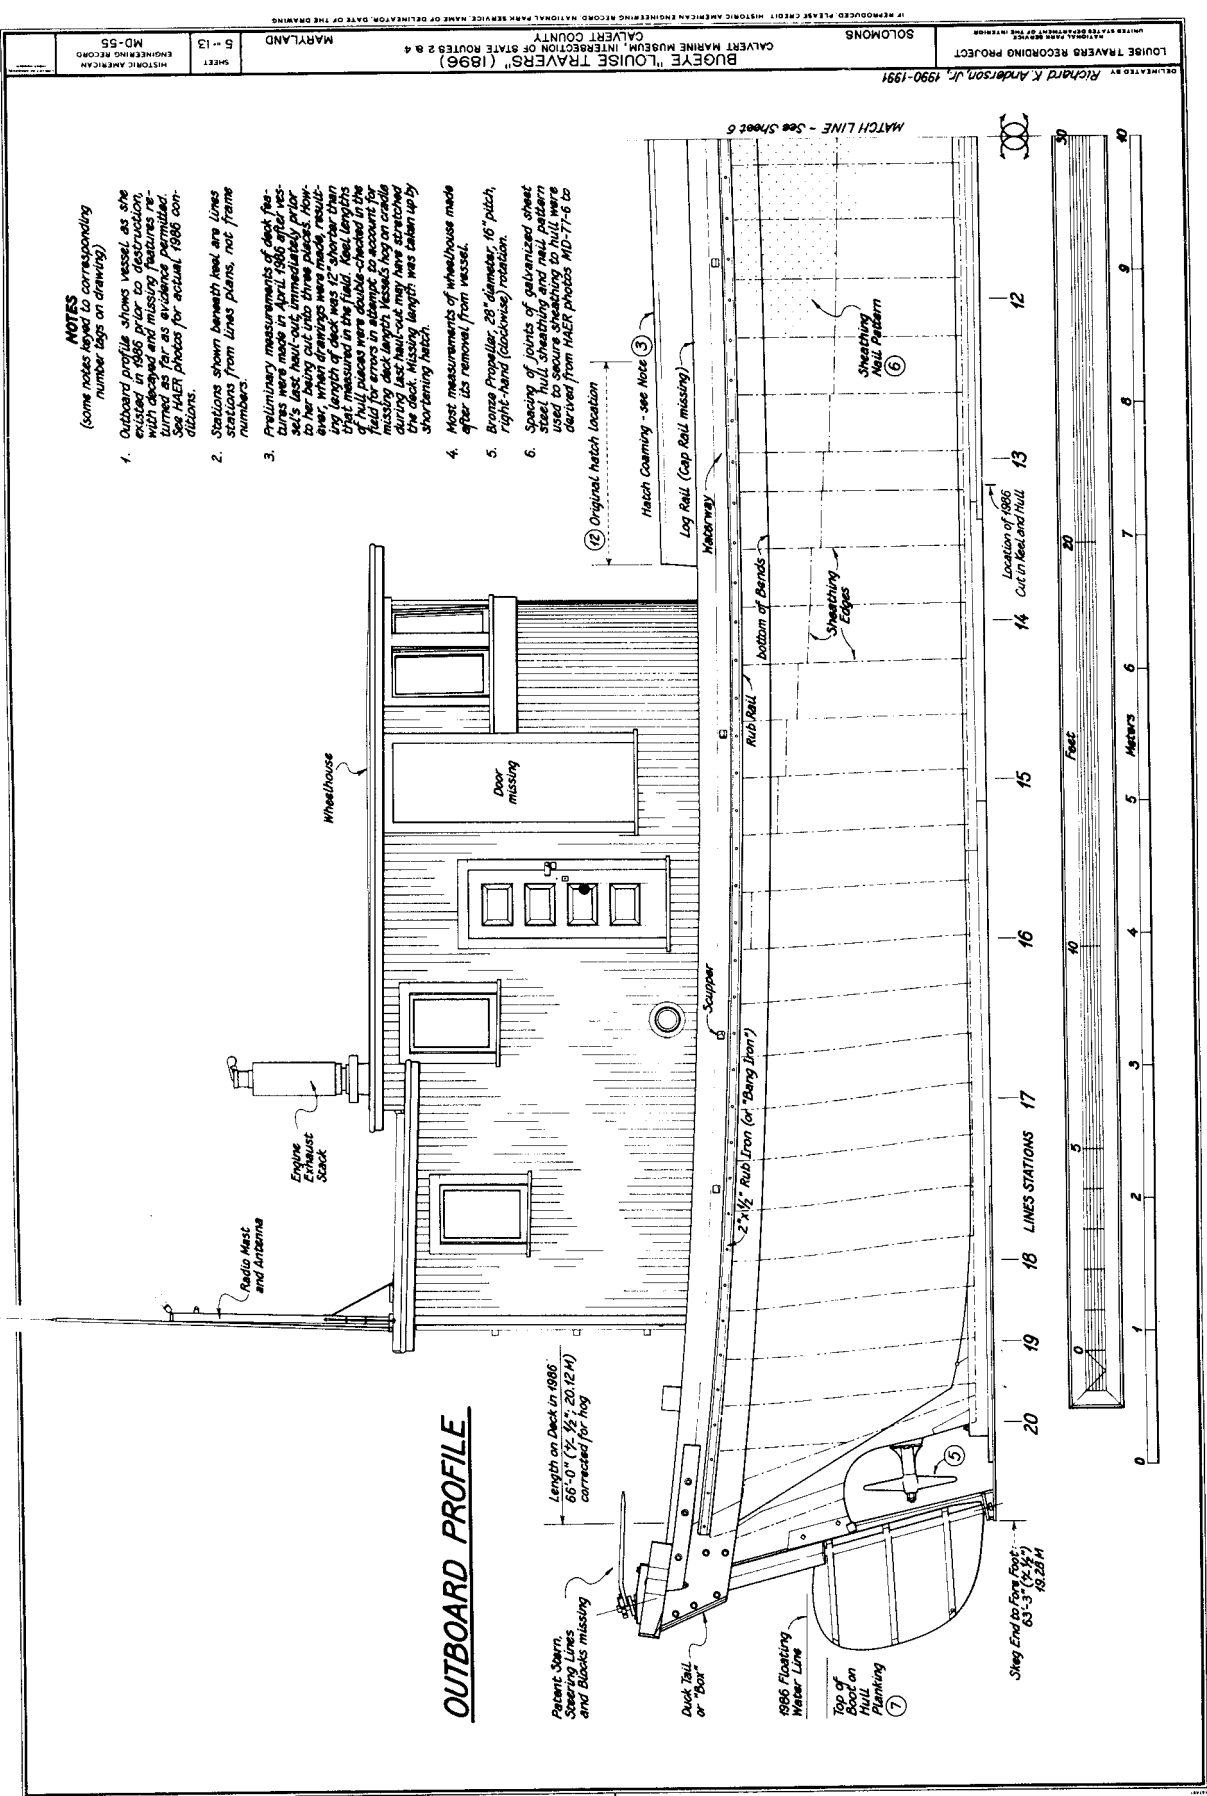 OUTBOARD PROFILE
NOTES
(some notes keyed to corresponding
number tags on drawing)
1. Outboard profile shows vessel as she
existed in 1986 prior to destruction,
with decayed and missing features re-
turned as far as evidence permitted.
See HAER photos for actual 1986 con-
ditions.
2. Stations shown beneath keel are lines
stations from lines plans, not frame
numbers.
3. Preliminary measurements of deck fea-
tures were made in April 1986 after ves-
sel's last haul-out, immediately prior
to her being cut into three places. How-
ever, when drawings were made, result-
ing length of deck was 12" shorter than
that measured in the field. Keel lengths
of hull pieces were double-checked in the
field for errors in attempt to account for
missing deck length. Vessel's hog on cradle
during last haul-out may have stretched
the deck. Missing length was taken up by
shortening hatch.
4. Most measurements of wheelhouse made
after its removal from vessel.
5. Bronze Propeller, 28" diameter, 16" pitch,
right-hand (clockwise) rotation.
6. Spacing of joints of galvanized sheet
steel hull sheathing and nail pattern
used to secure sheathing to hull were
derived from HAER photos MD-77-6 to
Radio Mast
and Antenna
Engine
Exhaust
Stack
Wheelhouse
Door
missing
12 Original hatch location
Hatch Coaming - see Note 3
Log Rail (Cap Rail missing)
Waterway
MATCH LINE - See Sheet 6
Length on Deck in 1986
66'-0" (+/- 1/2"); 20.12 M)
corrected for hog
Patent Stern,
Steering Lines
and Blocks missing
Duck Tail
or "Box"
1986 Floating
Water Line
Top of
Boot on
Hull
Planking
7
Scupper
2" x 1/2" Rub Iron (or "Bang Iron")
Rub Rail
bottom of Bends
Sheathing
Edges
Sheathing
Nail Pattern
6
5
Skeg End to Fore Foot:
63'-3" (+/- 1/2")
19.28 M
Location of 1986
Cut in Keel and Hull
20 19 18 LINES STATIONS 17 16 15 14 13 12
0 5 10 Feet 20 30
0 1 2 3 4 5 Meters 6 7 8 9 10
DELINEATED BY Richard K. Anderson, Jr., 1990-1991
LOUISE TRAVERS RECORDING PROJECT
NATIONAL PARK SERVICE
UNITED STATES DEPARTMENT OF THE INTERIOR
BUGEYE "LOUISE TRAVERS" (1896)
CALVERT MARINE MUSEUM, INTERSECTION OF STATE ROUTES 2 & 4
SOLOMONS CALVERT COUNTY MARYLAND
SHEET
5 of 13
HISTORIC AMERICAN
ENGINEERING RECORD
MD-55
IF REPRODUCED, PLEASE CREDIT: HISTORIC AMERICAN ENGINEERING RECORD, NATIONAL PARK SERVICE, NAME OF DELINEATOR, DATE OF THE DRAWING